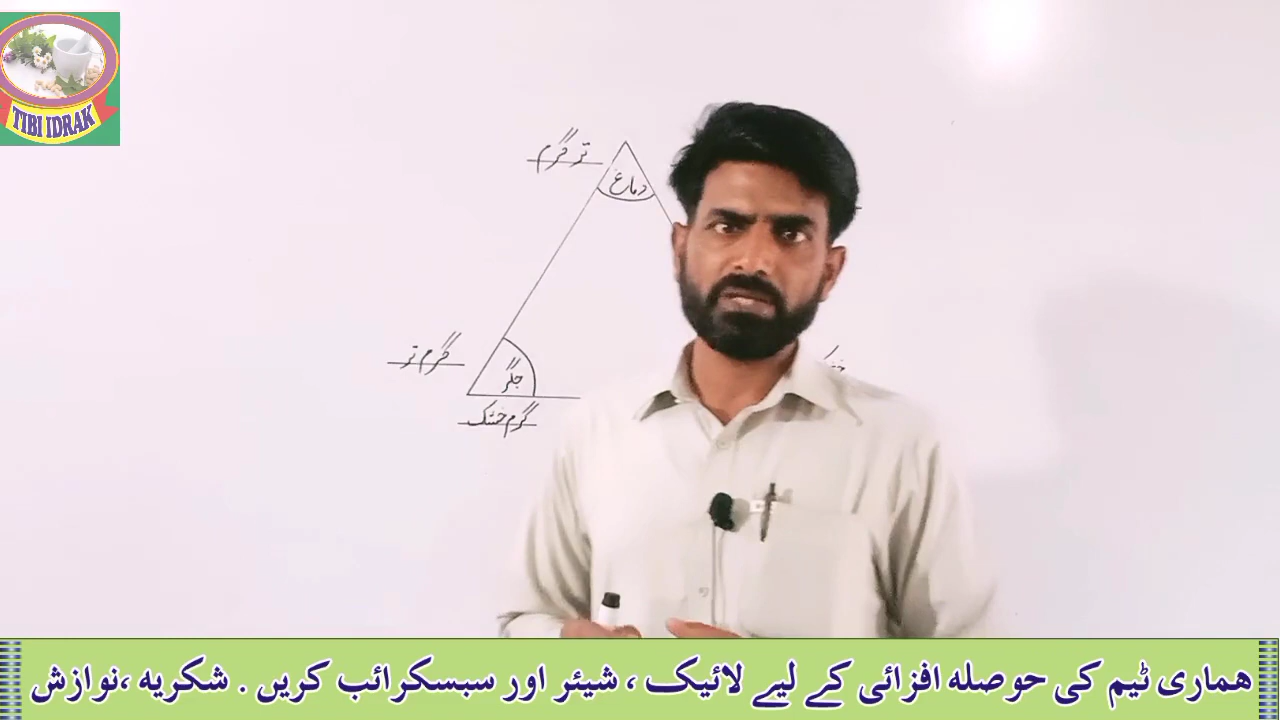 TIBI IDRAK
تر گرم
دماغ
گرم تر
جگر
گرم خشک
ہماری ٹیم کی حوصلہ افزائی کے لیے لائیک ، شیئر اور سبسکرائب کریں . شکریہ ،نوازش